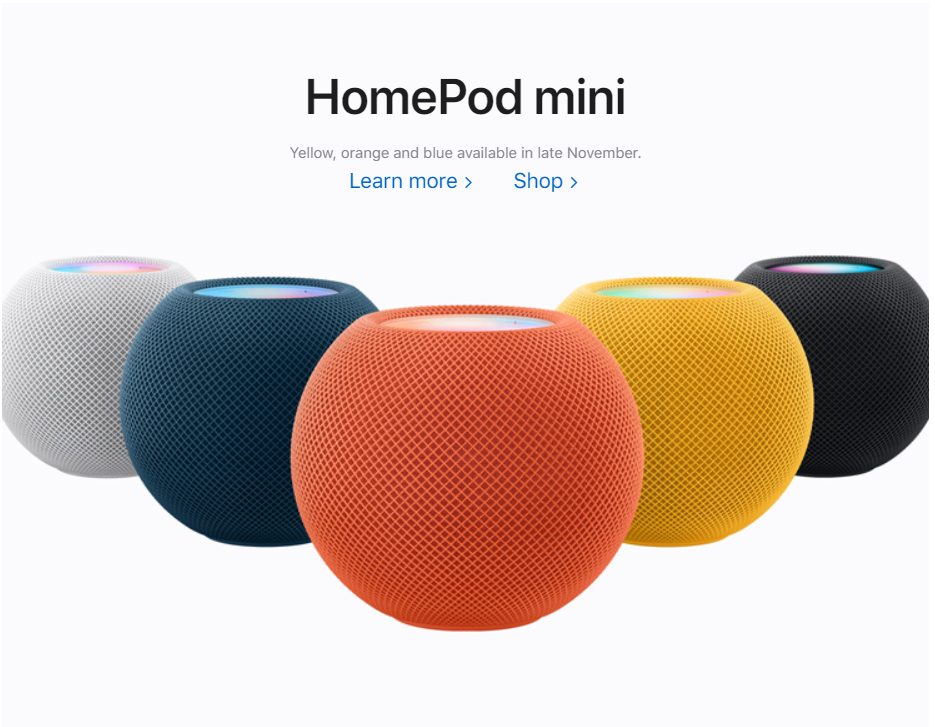 HomePod mini
Yellow, orange and blue available in late November.
Learn more >
Shop >